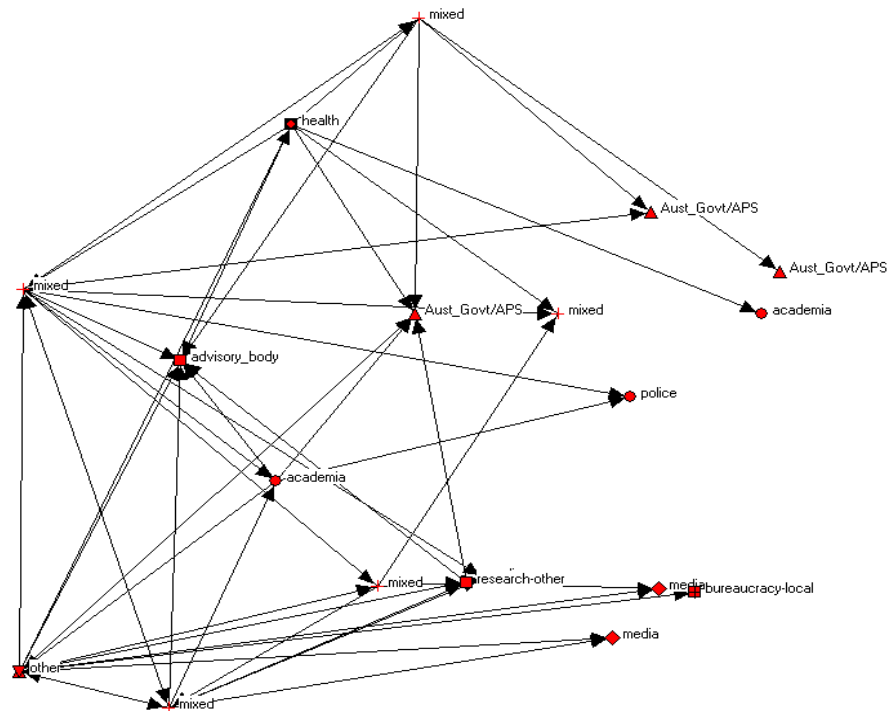 mixed
health
Aust_Govt/APS
Aust_Govt/APS
mixed
Aust_Govt/APS
mixed
academia
advisory_body
police
academia
mixed
research-other
media
bureaucracy-local
media
other
mixed